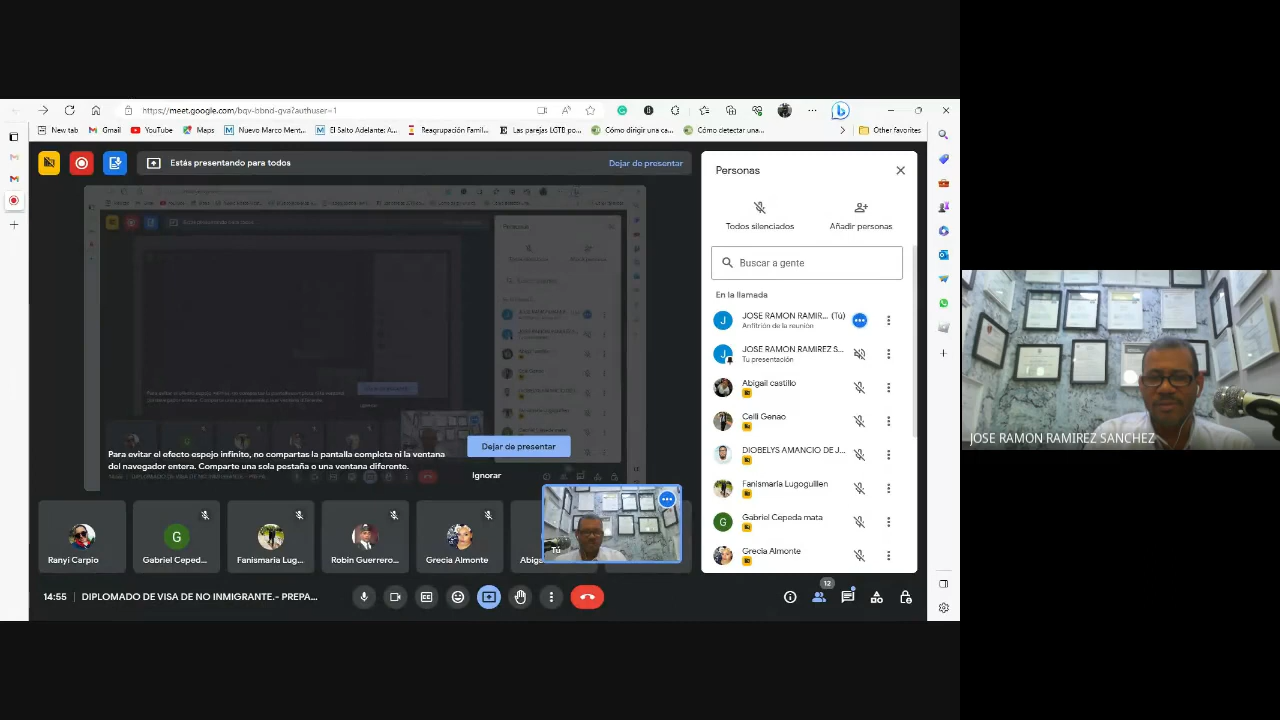 https://meet.google.com/bqv-bbnd-gva?authuser=1
New tab
Gmail
YouTube
Maps
Nuevo Marco Ment...
El Salto Adelante: A...
Reagrupación Famil...
Las parejas LGTB po...
Cómo dirigir una ca...
Cómo detectar una...
Other favorites
Estás presentando para todos
Dejar de presentar
Personas
Todos silenciados
Añadir personas
Buscar a gente
En la llamada
JOSE RAMON RAMIR... (Tú)
Anfitrión de la reunión
JOSE RAMON RAMIREZ S...
Tu presentación
Abigail castillo
Celli Genao
DIOBELYS AMANCIO DE J...
Fanismaria Lugoguillen
Gabriel Cepeda mata
Grecia Almonte
Para evitar el efecto espejo infinito, no compartas la pantalla completa ni la ventana
del navegador entera. Comparte una sola pestaña o una ventana diferente.
Dejar de presentar
Ignorar
Ranyi Carpio
G
Gabriel Ceped...
Fanismaria Lug...
Robin Guerrero...
Grecia Almonte
Abiga
Tú
14:55
DIPLOMADO DE VISA DE NO INMIGRANTE.- PREPA...
12
JOSE RAMON RAMIREZ SANCHEZ